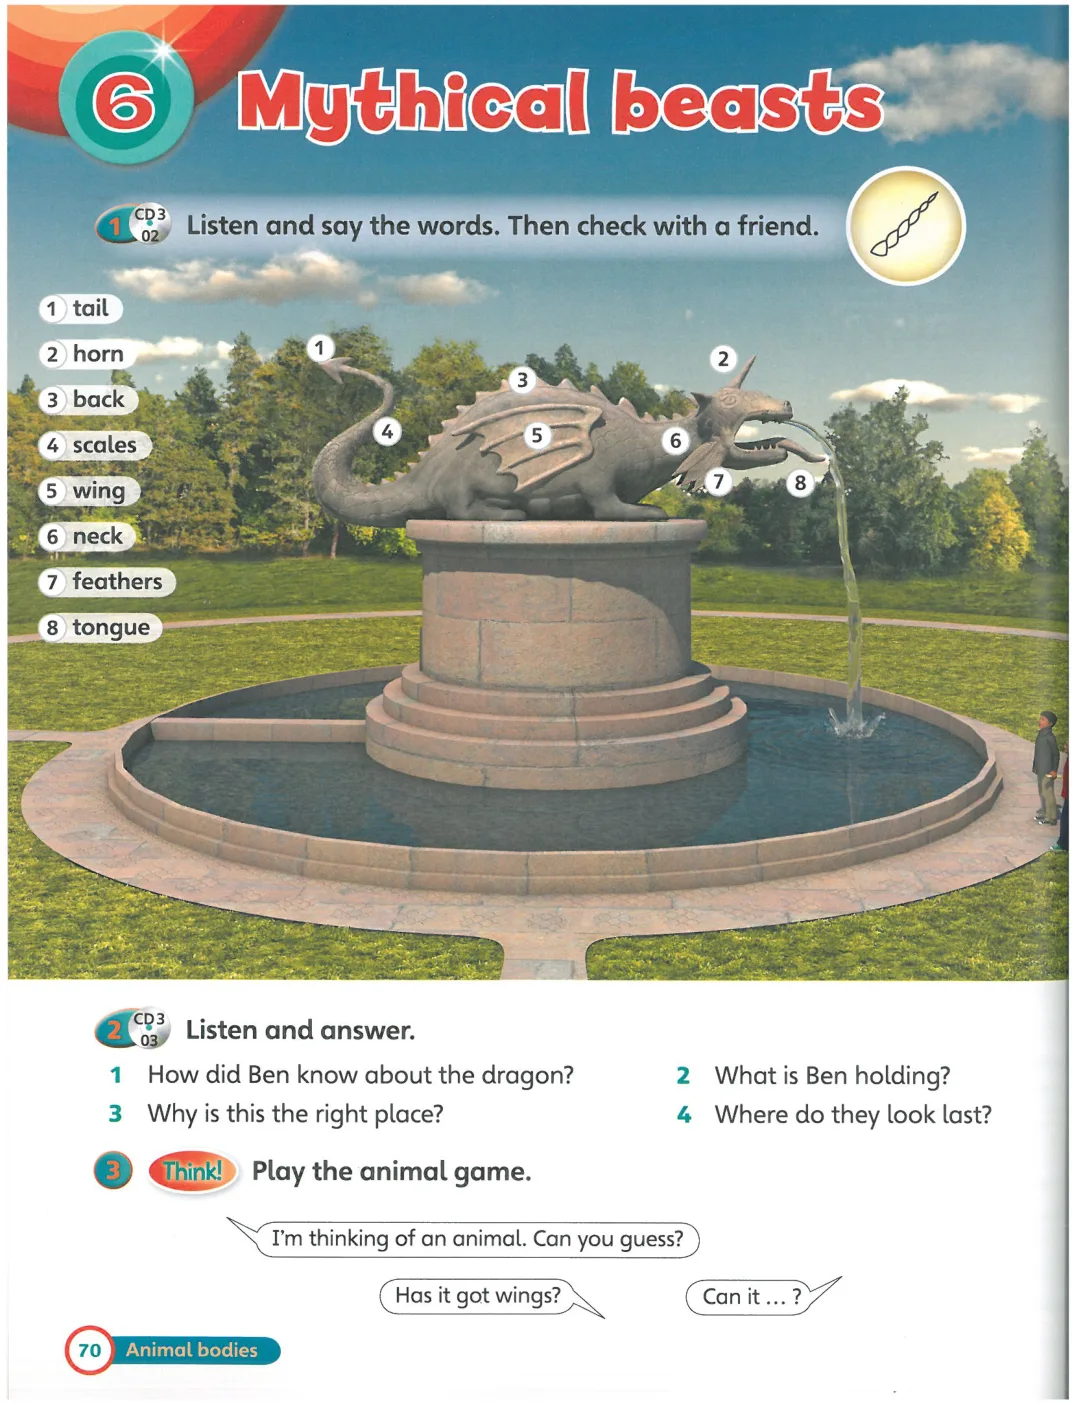 6
Mythical beasts
1 CD3 02 Listen and say the words. Then check with a friend.
1 tail
2 horn
3 back
4 scales
5 wing
6 neck
7 feathers
8 tongue
1
2
3
4
5
6
7
8
2 CD3 03 Listen and answer.
1 How did Ben know about the dragon?
2 What is Ben holding?
3 Why is this the right place?
4 Where do they look last?
3 Think! Play the animal game.
I'm thinking of an animal. Can you guess?
Has it got wings?
Can it ... ?
70 Animal bodies